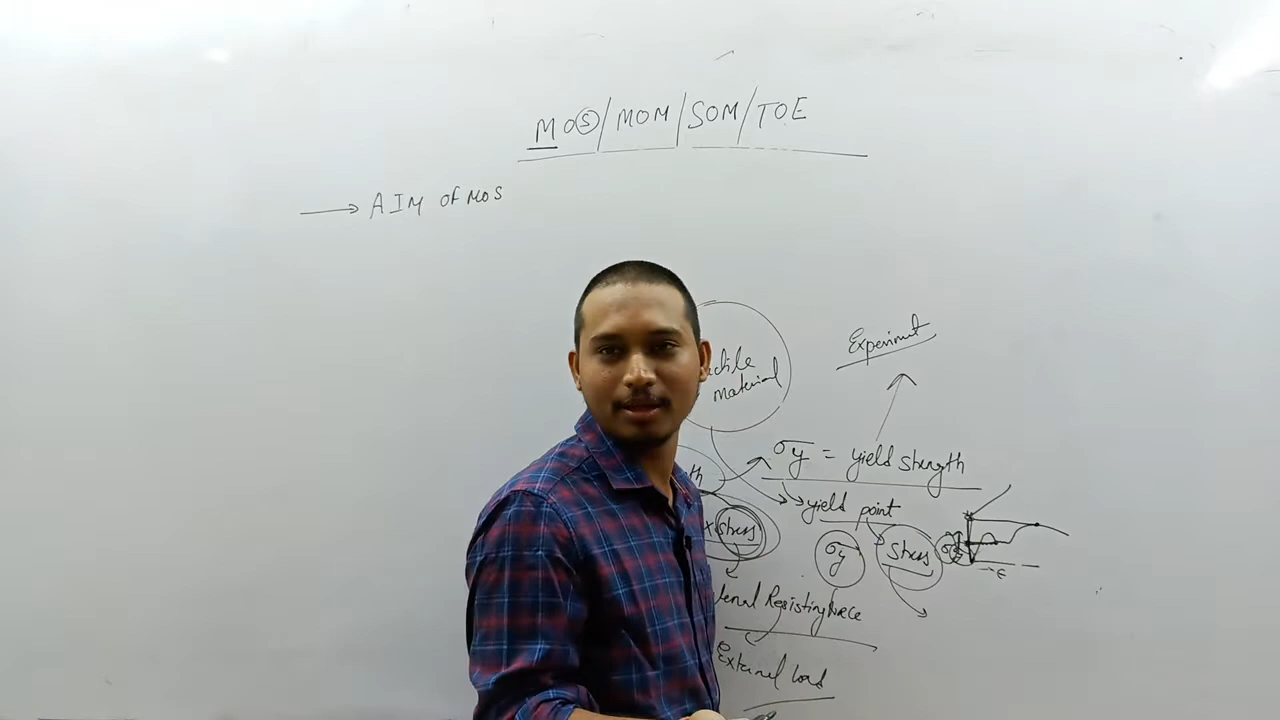 MOS/MOM/SOM/TOE
→ AIM OF MOS
Experiment
material
σy = yield strength
yield point
stress
σy
stress
Resisting force
External load